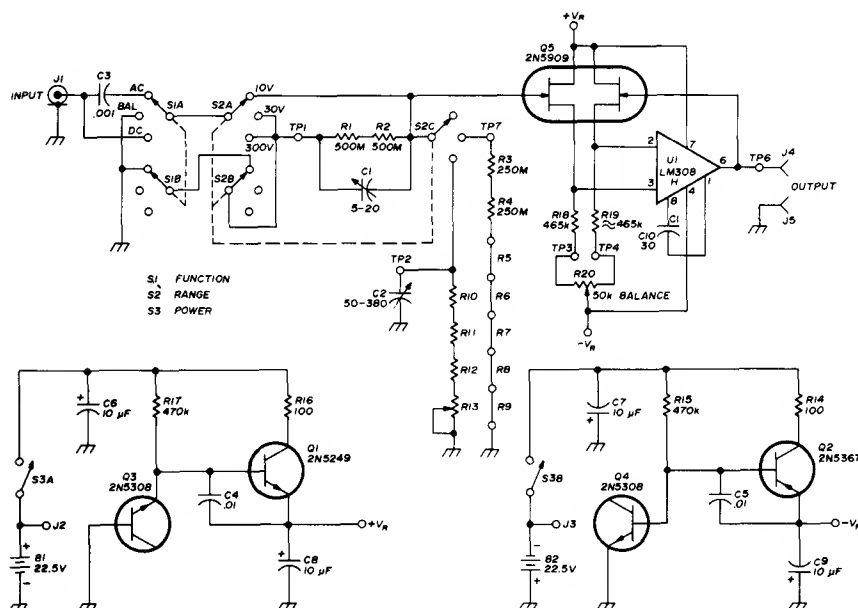 INPUT
J1
C3
.001
AC
BAL
DC
S1A
S1B
S2A
S2B
10V
30V
300V
TP1
R1
500M
R2
500M
C1
5-20
S2C
TP7
R3
250M
R4
250M
R5
R6
R7
R8
R9
TP2
C2
50-380
R10
R11
R12
R13
S1, FUNCTION
S2 RANGE
S3 POWER
+VR
Q5
2N5909
2
3
7
U1
LM308
H
6
8
4
1
C1
C10
30
TP6
J4
OUTPUT
J5
R18
465k
R19
≈465k
TP3
TP4
R20
50k BALANCE
-VR
C6
10 µF
R17
470k
R16
100
Q1
2N5249
Q3
2N5308
C4
.01
S3A
J2
B1
22.5V
+
-
C8
10 µF
+VR
C7
10 µF
R15
470k
R14
100
Q2
2N5367
Q4
2N5308
C5
.01
S3B
J3
B2
22.5V
-
+
C9
10 µF
-VR